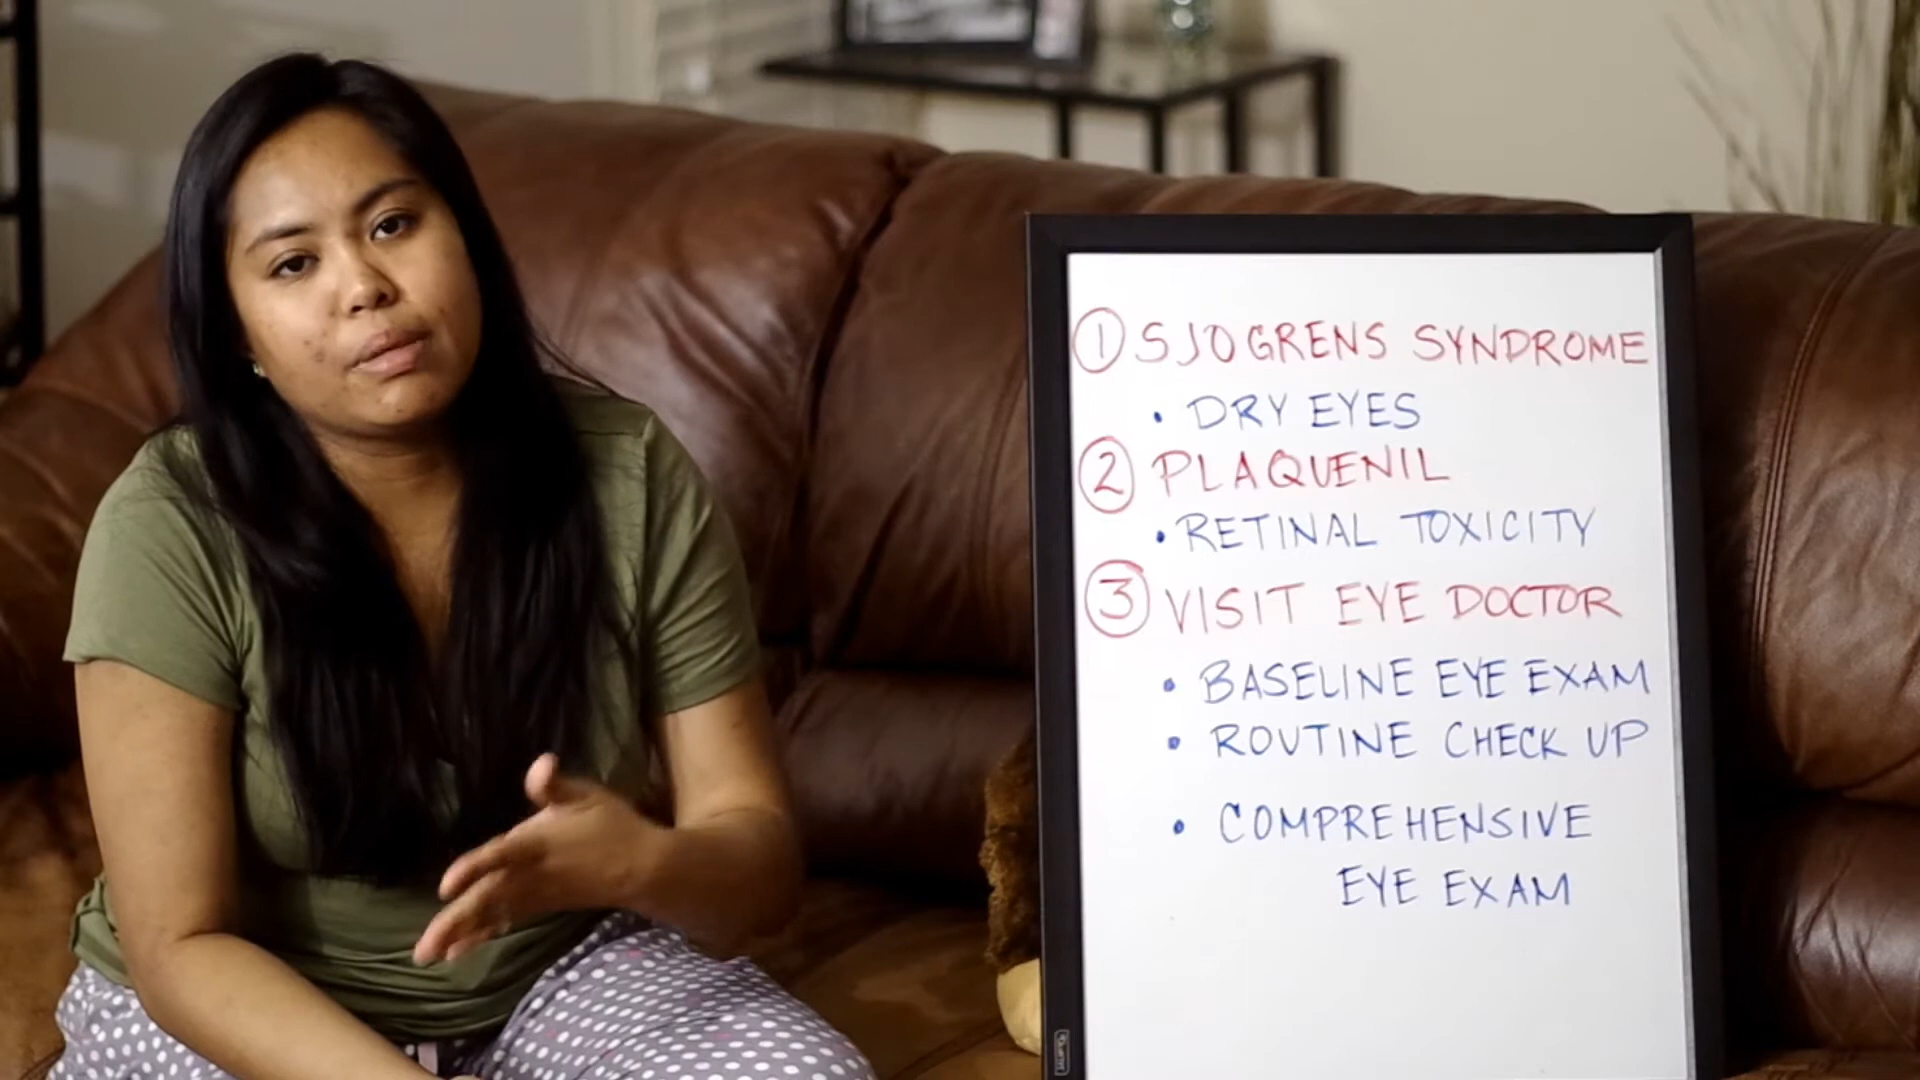 ① SJOGRENS SYNDROME
• DRY EYES
② PLAQUENIL
• RETINAL TOXICITY
③ VISIT EYE DOCTOR
• BASELINE EYE EXAM
• ROUTINE CHECK UP
• COMPREHENSIVE
EYE EXAM
Quartet